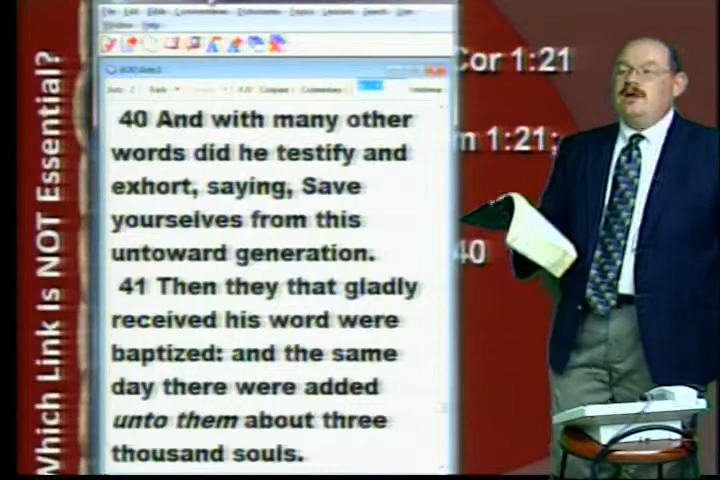 Which Link Is NOT Essential?
40 And with many other
words did he testify and
exhort, saying, Save
yourselves from this
untoward generation.
41 Then they that gladly
received his word were
baptized: and the same
day there were added
unto them about three
thousand souls.
Cor 1:21
m 1:21;
40